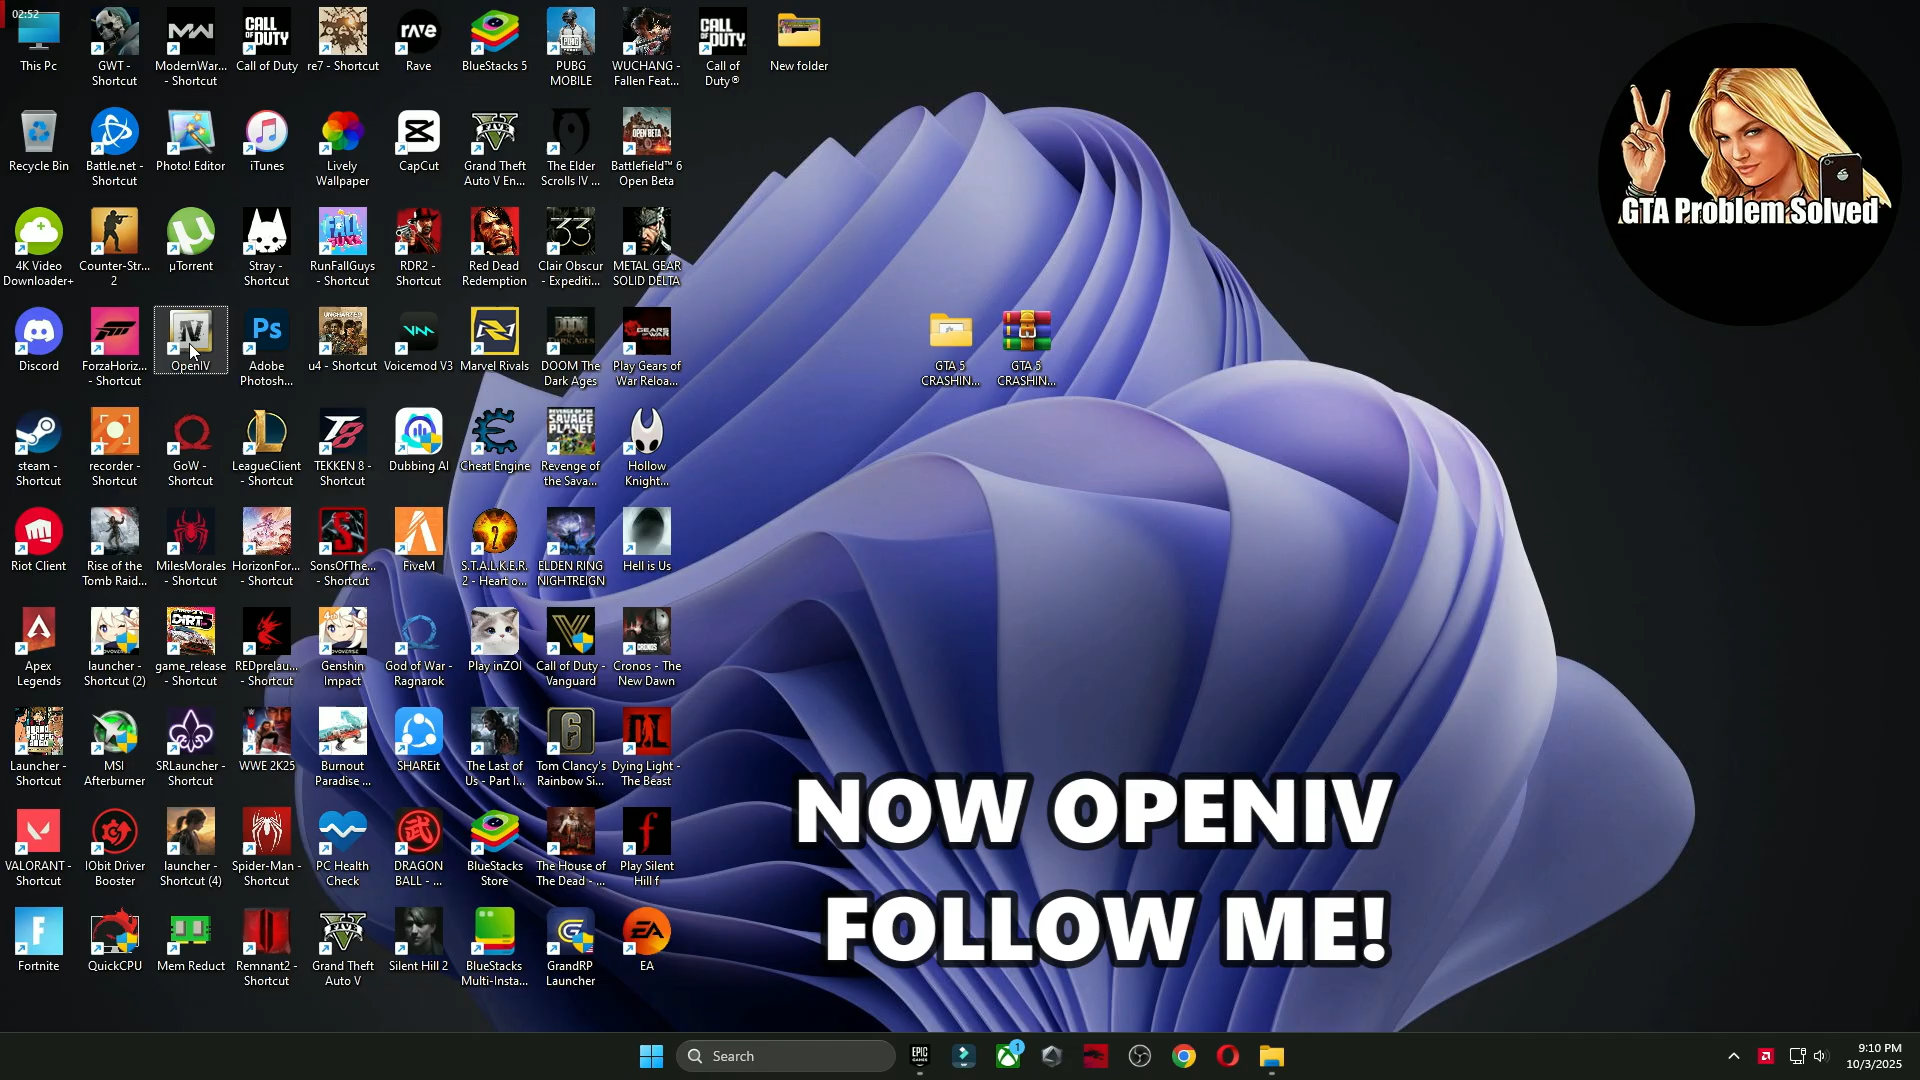 02:52
This Pc
GWT -
Shortcut
ModernWar...
- Shortcut
Call of Duty
re7 - Shortcut
Rave
BlueStacks 5
PUBG
MOBILE
WUCHANG -
Fallen Feat...
Call of
Duty®
New folder
Recycle Bin
Battle.net -
Shortcut
Photo! Editor
iTunes
Lively
Wallpaper
CapCut
Grand Theft
Auto V En...
The Elder
Scrolls IV ...
Battlefield™ 6
Open Beta
GTA Problem Solved
4K Video
Downloader+
Counter-Str...
2
µTorrent
Stray -
Shortcut
RunFallGuys
- Shortcut
RDR2 -
Shortcut
Red Dead
Redemption
Clair Obscur
- Expediti...
METAL GEAR
SOLID DELTA
Discord
ForzaHoriz...
- Shortcut
OpenIV
Adobe
Photosh...
u4 - Shortcut
Voicemod V3
Marvel Rivals
DOOM The
Dark Ages
Play Gears of
War Reloa...
GTA 5
CRASHIN...
GTA 5
CRASHIN...
steam -
Shortcut
recorder -
Shortcut
GoW -
Shortcut
LeagueClient
- Shortcut
TEKKEN 8 -
Shortcut
Dubbing AI
Cheat Engine
Revenge of
the Sava...
Hollow
Knight...
Riot Client
Rise of the
Tomb Raid...
MilesMorales
- Shortcut
HorizonFor...
- Shortcut
SonsOfThe...
- Shortcut
FiveM
S.T.A.L.K.E.R.
2 - Heart o...
ELDEN RING
NIGHTREIGN
Hell is Us
Apex
Legends
launcher -
Shortcut (2)
game_release
- Shortcut
REDprelau...
- Shortcut
Genshin
Impact
God of War -
Ragnarok
Play inZOI
Call of Duty -
Vanguard
Cronos - The
New Dawn
Launcher -
Shortcut
MSI
Afterburner
SRLauncher -
Shortcut
WWE 2K25
Burnout
Paradise ...
SHAREit
The Last of
Us - Part I...
Tom Clancy's
Rainbow Si...
Dying Light -
The Beast
VALORANT -
Shortcut
IObit Driver
Booster
launcher -
Shortcut (4)
Spider-Man -
Shortcut
PC Health
Check
DRAGON
BALL - ...
BlueStacks
Store
The House of
The Dead - ...
Play Silent
Hill f
NOW OPENIV
FOLLOW ME!
Fortnite
QuickCPU
Mem Reduct
Remnant2 -
Shortcut
Grand Theft
Auto V
Silent Hill 2
BlueStacks
Multi-Insta...
GrandRP
Launcher
EA
Search
9:10 PM
10/3/2025